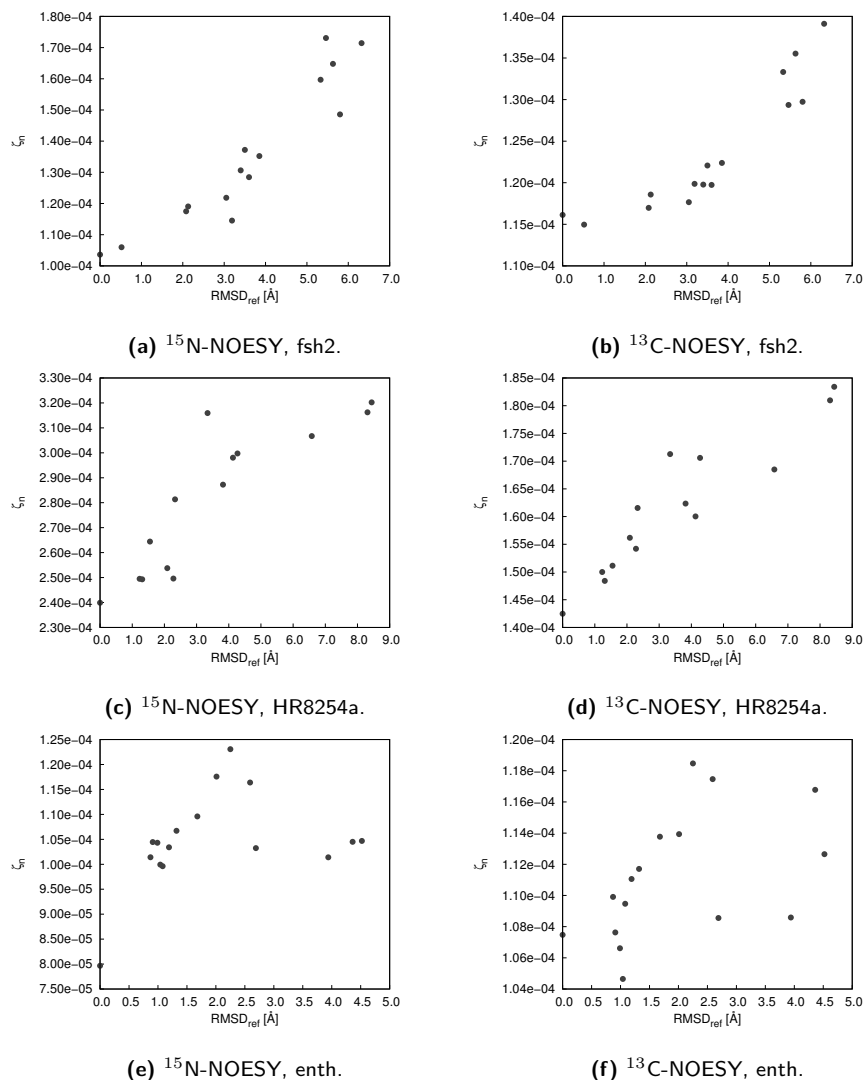 1.80e−04
1.70e−04
1.60e−04
1.50e−04
1.40e−04
1.30e−04
1.20e−04
1.10e−04
1.00e−04
ζn
0.0 1.0 2.0 3.0 4.0 5.0 6.0 7.0
RMSDref [Å]
(a) 15N-NOESY, fsh2.
1.40e−04
1.35e−04
1.30e−04
1.25e−04
1.20e−04
1.15e−04
1.10e−04
ζn
0.0 1.0 2.0 3.0 4.0 5.0 6.0 7.0
RMSDref [Å]
(b) 13C-NOESY, fsh2.
3.30e−04
3.20e−04
3.10e−04
3.00e−04
2.90e−04
2.80e−04
2.70e−04
2.60e−04
2.50e−04
2.40e−04
2.30e−04
ζn
0.0 1.0 2.0 3.0 4.0 5.0 6.0 7.0 8.0 9.0
RMSDref [Å]
(c) 15N-NOESY, HR8254a.
1.85e−04
1.80e−04
1.75e−04
1.70e−04
1.65e−04
1.60e−04
1.55e−04
1.50e−04
1.45e−04
1.40e−04
ζn
0.0 1.0 2.0 3.0 4.0 5.0 6.0 7.0 8.0 9.0
RMSDref [Å]
(d) 13C-NOESY, HR8254a.
1.25e−04
1.20e−04
1.15e−04
1.10e−04
1.05e−04
1.00e−04
9.50e−05
9.00e−05
8.50e−05
8.00e−05
7.50e−05
ζn
0.0 0.5 1.0 1.5 2.0 2.5 3.0 3.5 4.0 4.5 5.0
RMSDref [Å]
(e) 15N-NOESY, enth.
1.20e−04
1.18e−04
1.16e−04
1.14e−04
1.12e−04
1.10e−04
1.08e−04
1.06e−04
1.04e−04
ζn
0.0 0.5 1.0 1.5 2.0 2.5 3.0 3.5 4.0 4.5 5.0
RMSDref [Å]
(f) 13C-NOESY, enth.